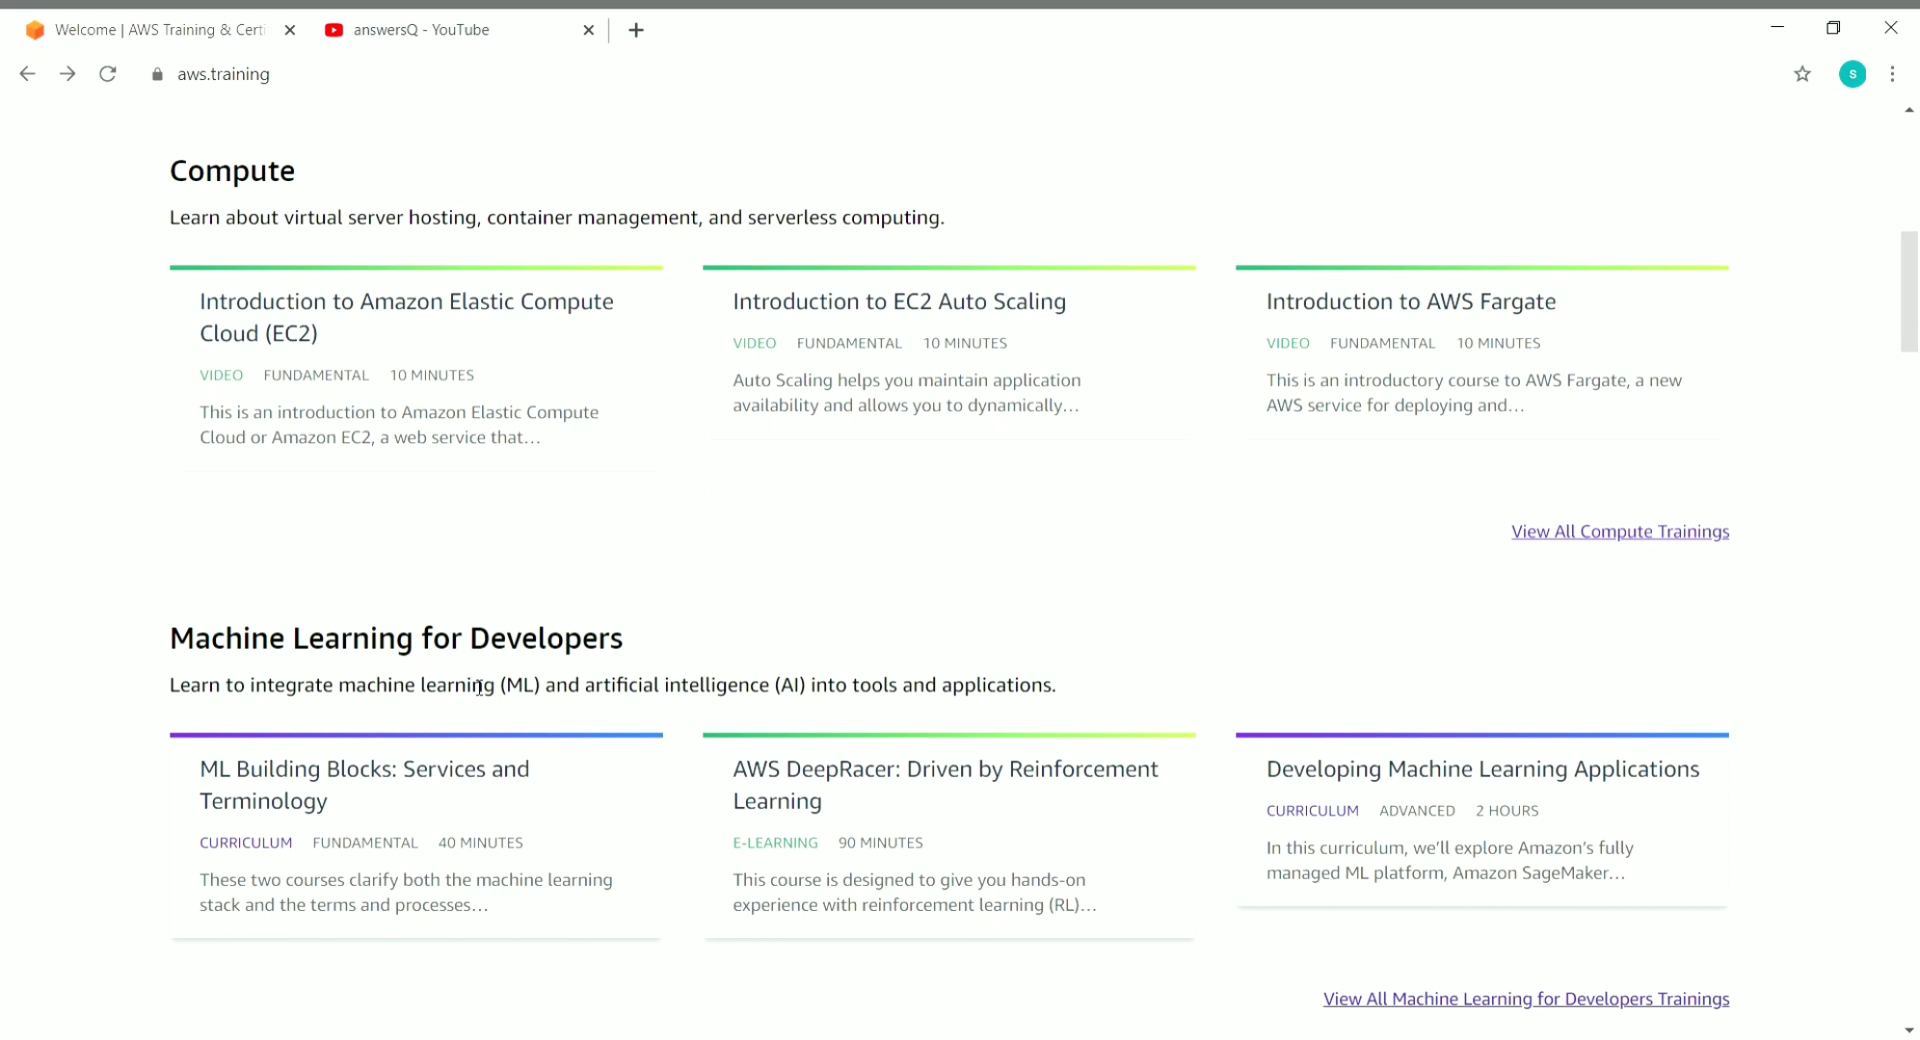 Welcome | AWS Training & Certi
answersQ - YouTube
aws.training
S
Compute
Learn about virtual server hosting, container management, and serverless computing.
Introduction to Amazon Elastic Compute
Cloud (EC2)
VIDEO FUNDAMENTAL 10 MINUTES
This is an introduction to Amazon Elastic Compute
Cloud or Amazon EC2, a web service that...
Introduction to EC2 Auto Scaling
VIDEO FUNDAMENTAL 10 MINUTES
Auto Scaling helps you maintain application
availability and allows you to dynamically...
Introduction to AWS Fargate
VIDEO FUNDAMENTAL 10 MINUTES
This is an introductory course to AWS Fargate, a new
AWS service for deploying and...
View All Compute Trainings
Machine Learning for Developers
Learn to integrate machine learning (ML) and artificial intelligence (AI) into tools and applications.
ML Building Blocks: Services and
Terminology
CURRICULUM FUNDAMENTAL 40 MINUTES
These two courses clarify both the machine learning
stack and the terms and processes...
AWS DeepRacer: Driven by Reinforcement
Learning
E-LEARNING 90 MINUTES
This course is designed to give you hands-on
experience with reinforcement learning (RL)...
Developing Machine Learning Applications
CURRICULUM ADVANCED 2 HOURS
In this curriculum, we'll explore Amazon's fully
managed ML platform, Amazon SageMaker...
View All Machine Learning for Developers Trainings